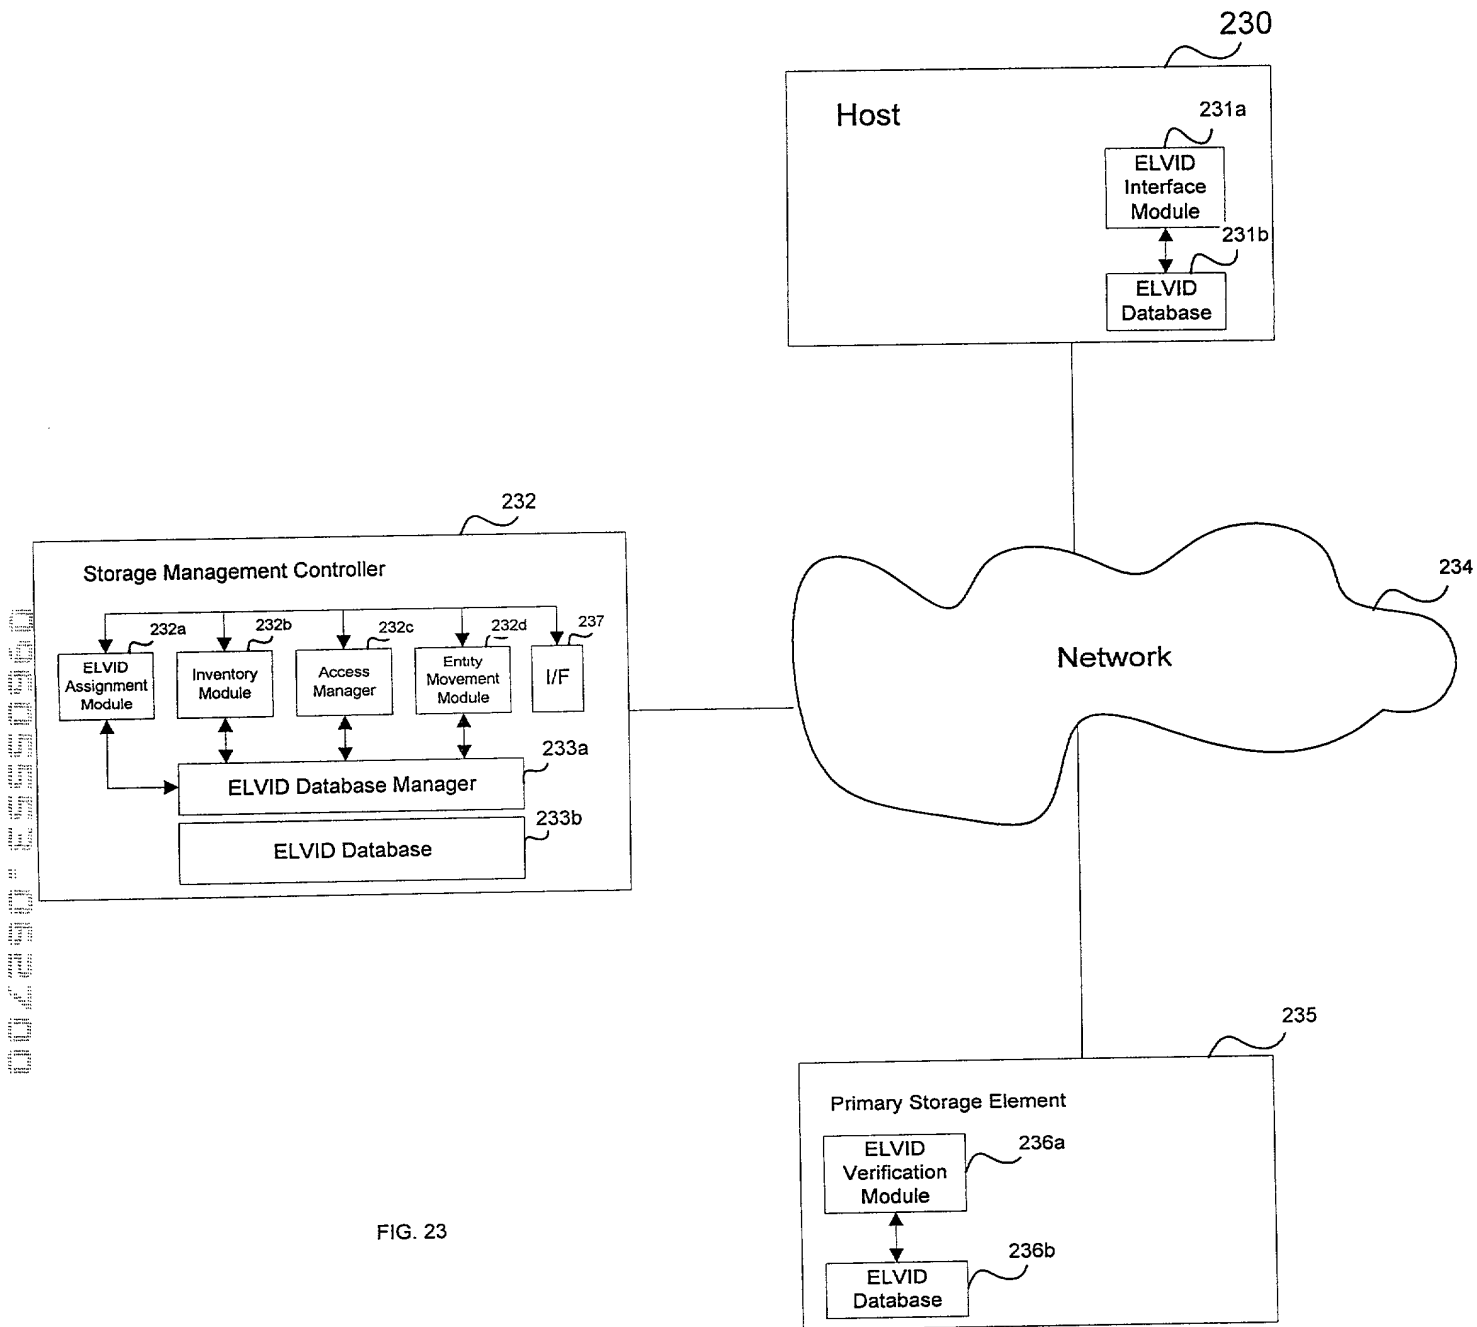 230
Host
231a
ELVID
Interface
Module
231b
ELVID
Database
232
Storage Management Controller
232a
232b
232c
232d
237
ELVID
Assignment
Module
Inventory
Module
Access
Manager
Entity
Movement
Module
I/F
233a
ELVID Database Manager
233b
ELVID Database
234
Network
235
Primary Storage Element
ELVID
Verification
Module
236a
ELVID
Database
236b
FIG. 23